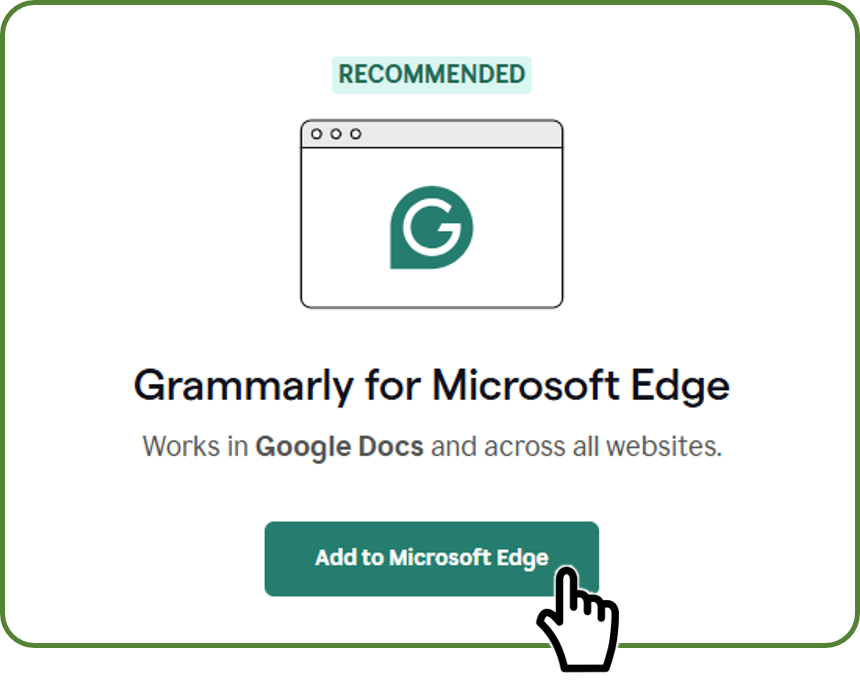 RECOMMENDED
Grammarly for Microsoft Edge
Works in Google Docs and across all websites.
Add to Microsoft Edge